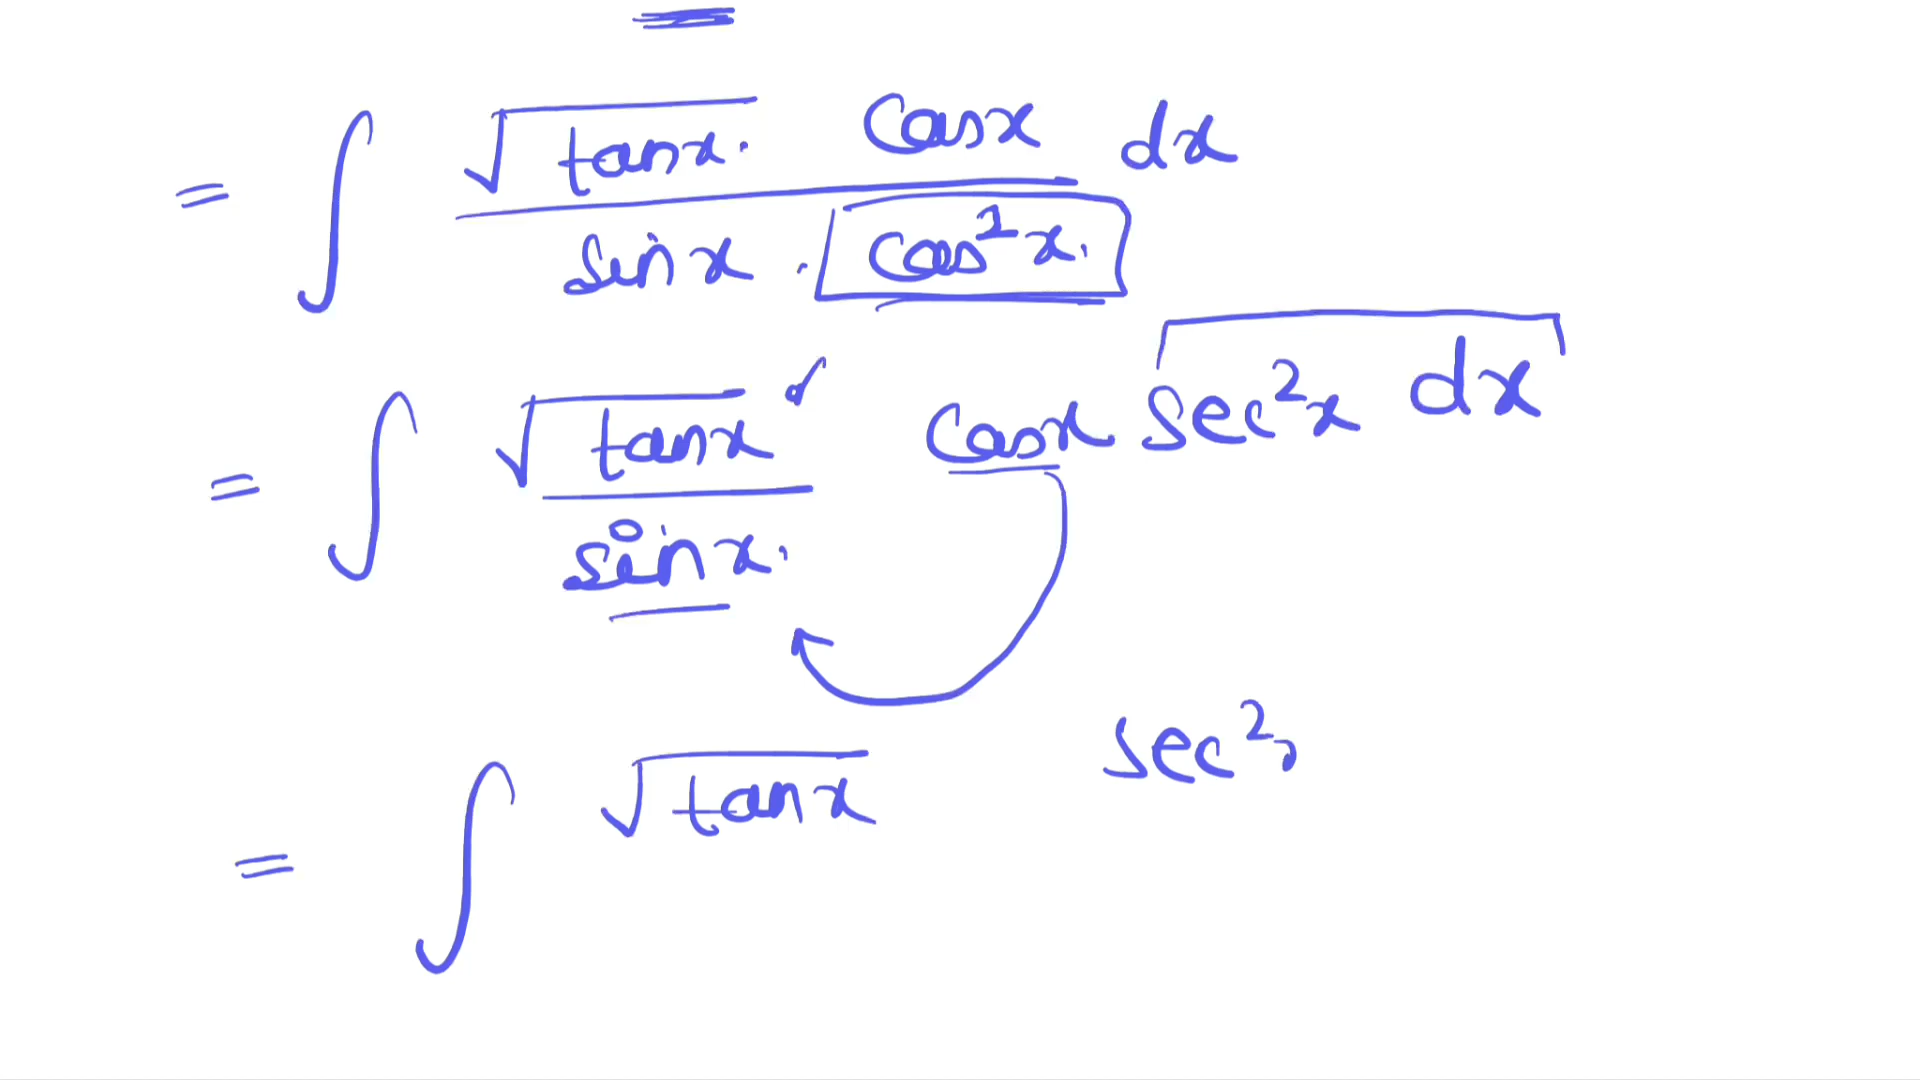 = ∫ √tanx · cosx dx / sinx · cos²x
= ∫ √tanx / sinx · cosx sec²x dx
= ∫ √tanx sec²